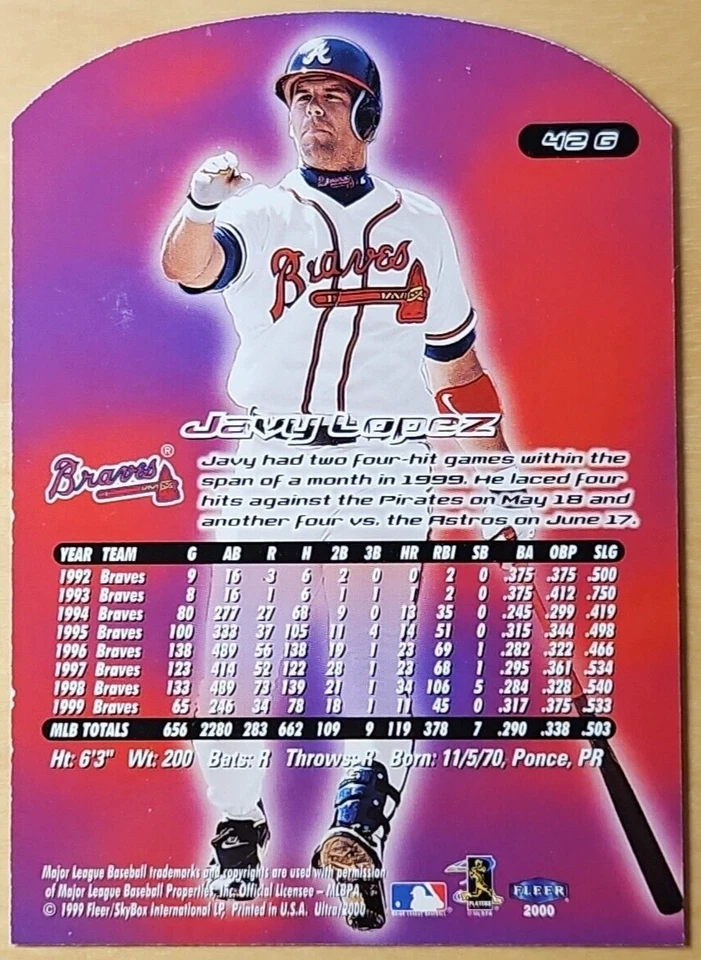 A
42 G
Braves
Braves
Javy Lopez
Braves®
Javy had two four-hit games within the
span of a month in 1999. He laced four
hits against the Pirates on May 18 and
another four vs. the Astros on June 17.
YEAR TEAM G AB R H 2B 3B HR RBI SB BA OBP SLG
1992 Braves 9 16 3 6 2 0 0 2 0 .375 .375 .500
1993 Braves 8 16 1 6 1 1 1 2 0 .375 .412 .750
1994 Braves 80 277 27 68 9 0 13 35 0 .245 .299 .419
1995 Braves 100 333 37 105 11 4 14 51 0 .315 .344 .498
1996 Braves 138 489 56 138 19 1 23 69 1 .282 .322 .466
1997 Braves 123 414 52 122 28 1 23 68 1 .295 .361 .534
1998 Braves 133 489 73 139 21 1 34 106 5 .284 .328 .540
1999 Braves 65 246 34 78 18 1 11 45 0 .317 .375 .533
MLB TOTALS 656 2280 283 662 109 9 119 378 7 .290 .338 .503
Ht: 6'3" Wt: 200 Bats: R Throws: R Born: 11/5/70, Ponce, PR
Major League Baseball trademarks and copyrights are used with permission
of Major League Baseball Properties, Inc. Official Licensee – MLBPA
© 1999 Fleer/SkyBox International LP, Printed in U.S.A. Ultra/2000
MAJOR LEAGUE BASEBALL
PLAYERS
FLEER
2000